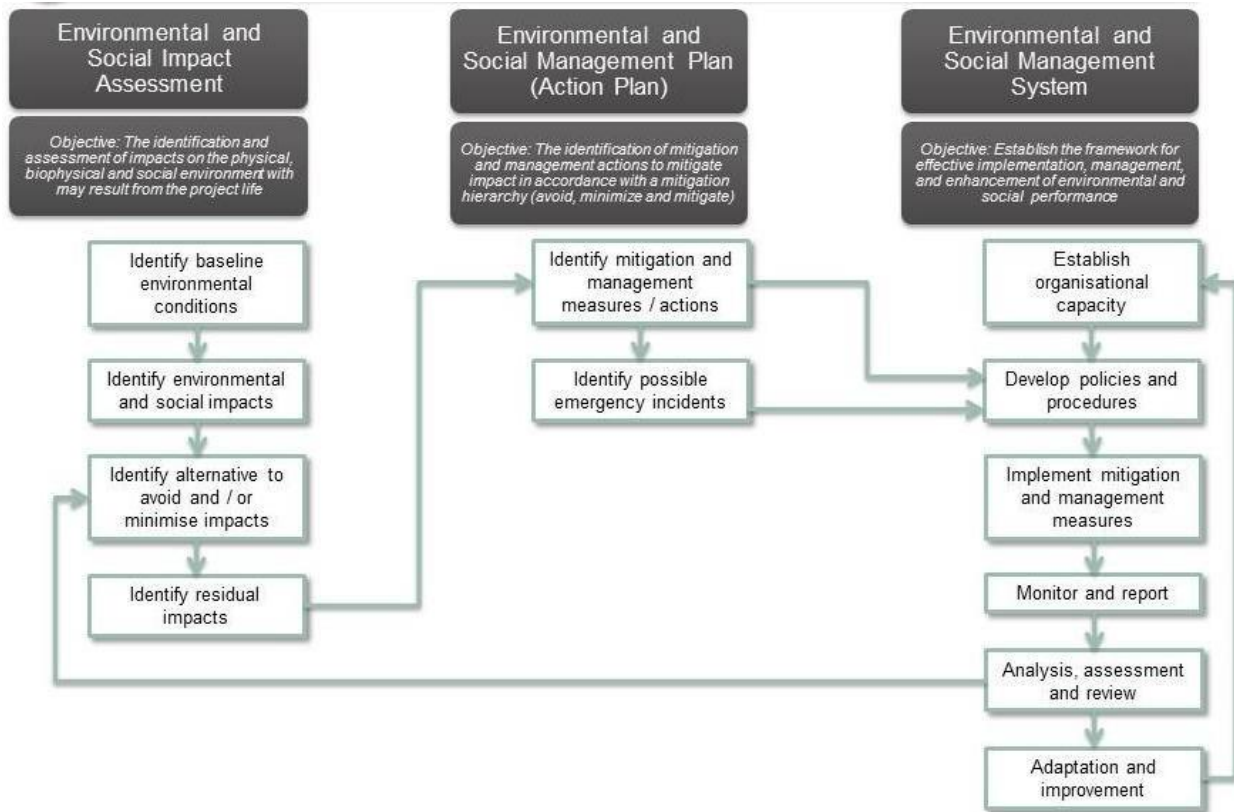 Environmental and
Social Impact
Assessment
Objective: The identification and
assessment of impacts on the physical,
biophysical and social environment with
may result from the project life
Identify baseline
environmental
conditions
Identify environmental
and social impacts
Identify alternative to
avoid and / or
minimise impacts
Identify residual
impacts
Environmental and
Social Management Plan
(Action Plan)
Objective: The identification of mitigation
and management actions to mitigate
impact in accordance with a mitigation
hierarchy (avoid, minimize and mitigate)
Identify mitigation and
management
measures / actions
Identify possible
emergency incidents
Environmental and
Social Management
System
Objective: Establish the framework for
effective implementation, management,
and enhancement of environmental and
social performance
Establish
organisational
capacity
Develop policies and
procedures
Implement mitigation
and management
measures
Monitor and report
Analysis, assessment
and review
Adaptation and
improvement